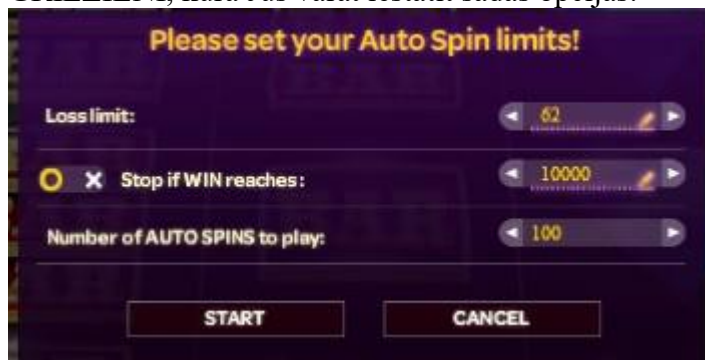 Please set your Auto Spin limits!
Loss limit: 62
Stop if WIN reaches: 10000
Number of AUTO SPINS to play: 100
START CANCEL